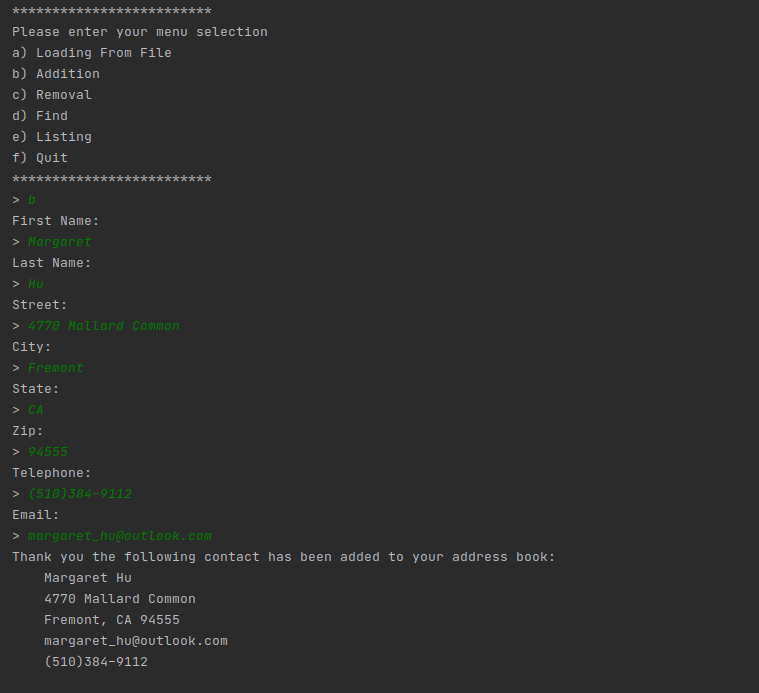 *************************
Please enter your menu selection
a) Loading From File
b) Addition
c) Removal
d) Find
e) Listing
f) Quit
*************************
> b
First Name:
> Margaret
Last Name:
> Hu
Street:
> 4770 Mallard Common
City:
> Fremont
State:
> CA
Zip:
> 94555
Telephone:
> (510)384-9112
Email:
> margaret_hu@outlook.com
Thank you the following contact has been added to your address book:
    Margaret Hu
    4770 Mallard Common
    Fremont, CA 94555
    margaret_hu@outlook.com
    (510)384-9112